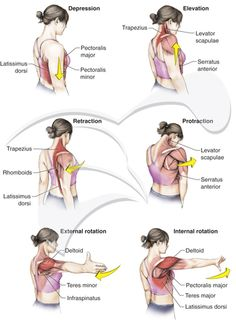 Depression
Elevation
Pectoralis
major
Latissimus
dorsi
Pectoralis
minor
Trapezius
Levator
scapulae
Serratus
anterior
Retraction
Protraction
Trapezius
Rhomboids
Latissimus
dorsi
Levator
scapulae
Serratus
anterior
External rotation
Internal rotation
Deltoid
Teres minor
Infraspinatus
Deltoid
Pectoralis major
Teres major
Latissimus dorsi